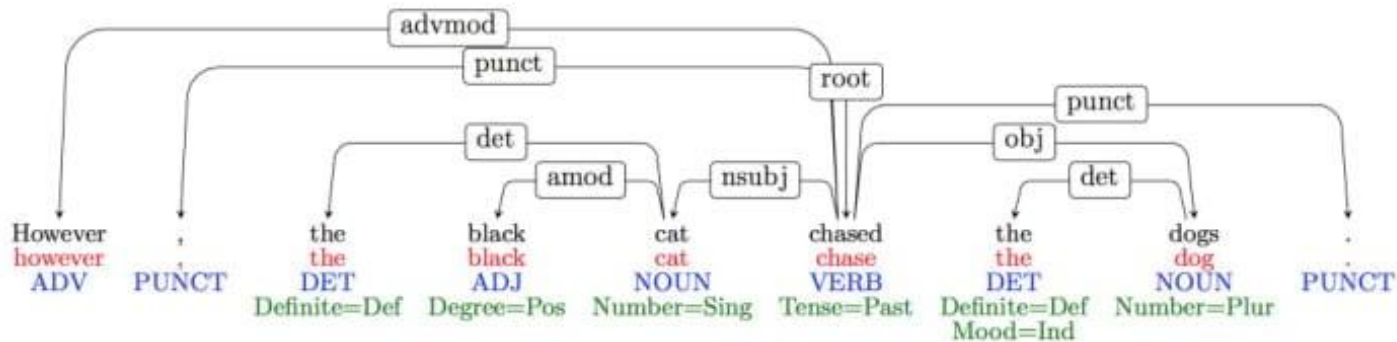 advmod
punct
root
punct
det
obj
amod
nsubj
det
However , the black cat chased the dogs .
however , the black cat chase the dog .
ADV PUNCT DET ADJ NOUN VERB DET NOUN PUNCT
Definite=Def Degree=Pos Number=Sing Tense=Past Definite=Def Number=Plur
Mood=Ind